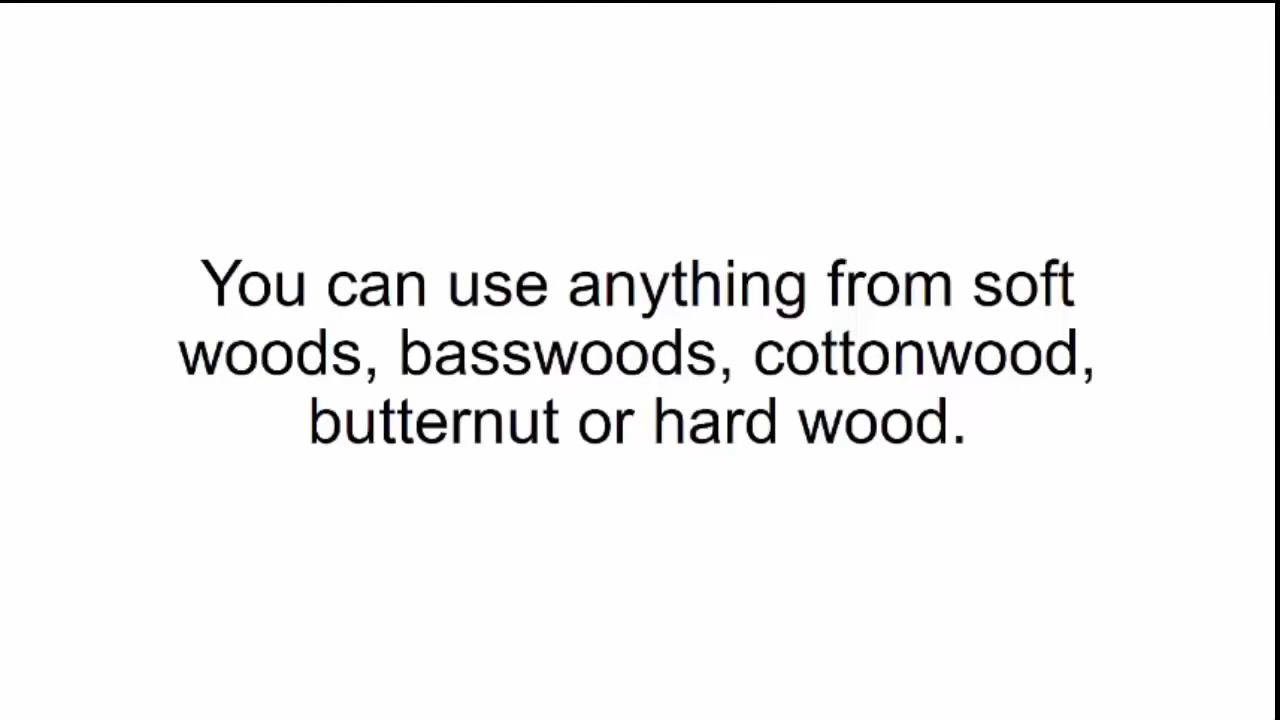 You can use anything from soft
woods, basswoods, cottonwood,
butternut or hard wood.